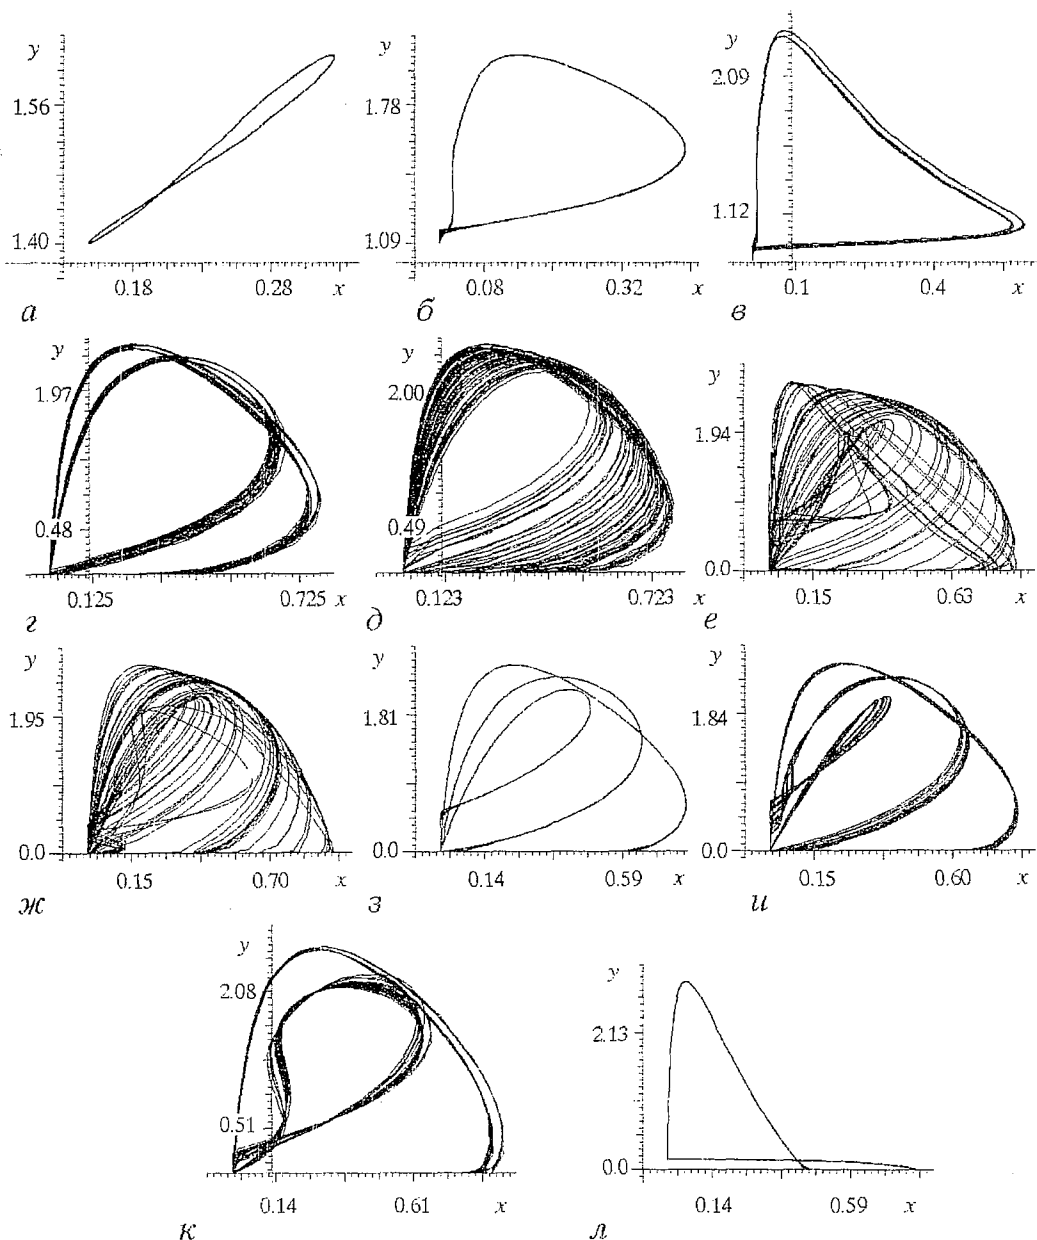 y
1.56
1.40
0.18 0.28 x
а
y
1.78
1.09
0.08 0.32 x
б
y
2.09
1.12
0.1 0.4 x
в
y
1.97
0.48
0.125 0.725 x
г
y
2.00
0.49
0.123 0.723 x
д
y
1.94
0.0
0.15 0.63 x
е
y
1.95
0.0
0.15 0.70 x
ж
y
1.81
0.0
0.14 0.59 x
з
y
1.84
0.0
0.15 0.60 x
и
y
2.08
0.51
0.14 0.61 x
к
y
2.13
0.0
0.14 0.59 x
л